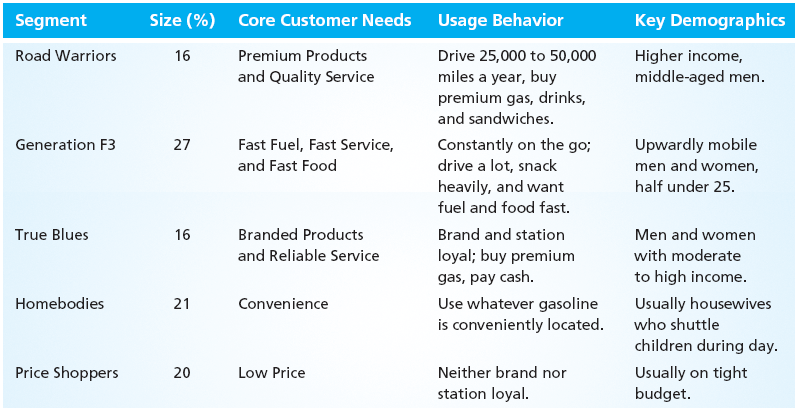 Segment Size (%) Core Customer Needs Usage Behavior Key Demographics
Road Warriors 16 Premium Products Drive 25,000 to 50,000 Higher income,
and Quality Service miles a year, buy middle-aged men.
premium gas, drinks,
and sandwiches.
Generation F3 27 Fast Fuel, Fast Service, Constantly on the go; Upwardly mobile
and Fast Food drive a lot, snack men and women,
heavily, and want half under 25.
fuel and food fast.
True Blues 16 Branded Products Brand and station Men and women
and Reliable Service loyal; buy premium with moderate
gas, pay cash. to high income.
Homebodies 21 Convenience Use whatever gasoline Usually housewives
is conveniently located. who shuttle
children during day.
Price Shoppers 20 Low Price Neither brand nor Usually on tight
station loyal. budget.